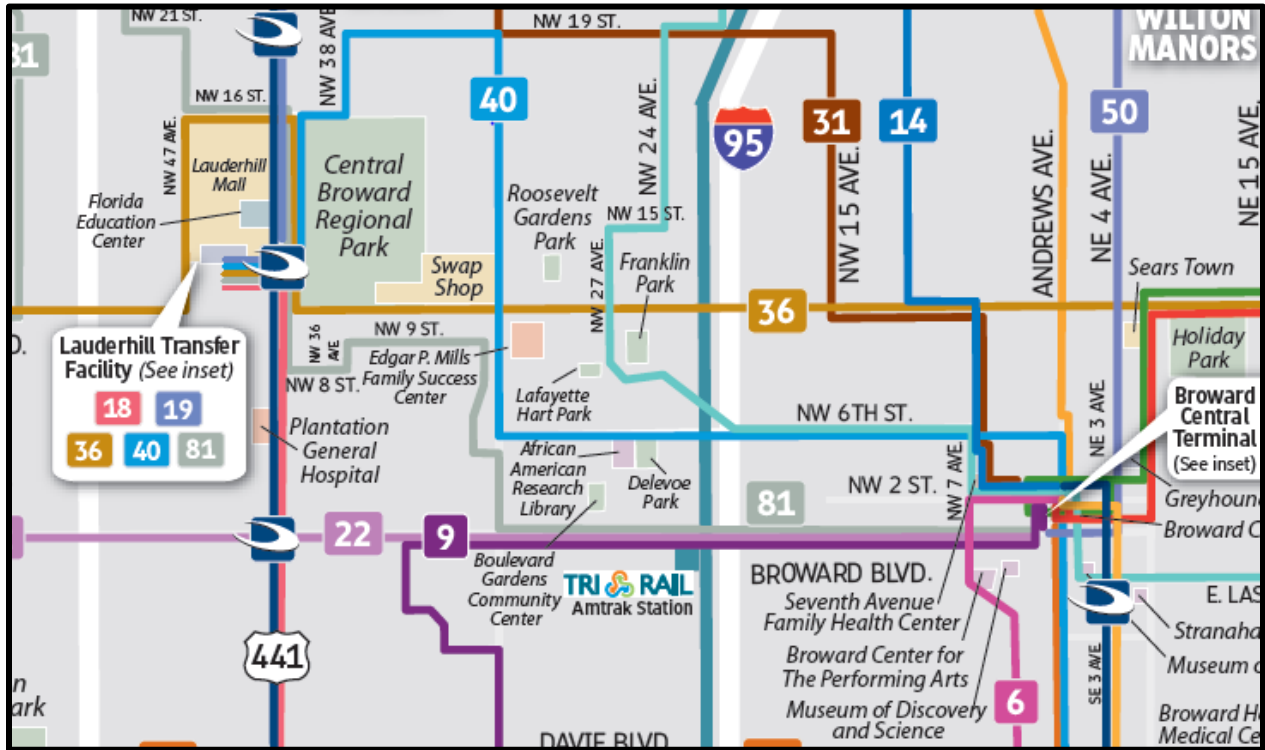 NW 21 ST.
NW 38 AVE
NW 19 ST.
WILTON
MANORS
81
NW 16 ST.
40
NW 24 AVE.
95
31
14
50
NW 47 AVE.
Lauderhill
Mall
Central
Broward
Regional
Park
Florida
Education
Center
Roosevelt
Gardens
Park
NW 15 ST.
NW 15 AVE.
ANDREWS AVE.
NE 4 AVE.
NE 15 AVE.
Swap
Shop
NW 27 AVE.
Franklin
Park
Sears Town
36
Lauderhill Transfer
Facility (See inset)
18
19
36
40
81
NW 36
AVE
NW 9 ST.
NW 8 ST.
Edgar P. Mills
Family Success
Center
Lafayette
Hart Park
Holiday
Park
Broward
Central
Terminal
(See inset)
NW 6TH ST.
NE 3 AVE.
Plantation
General
Hospital
African
American
Research
Library
Delevoe
Park
NW 7 AVE.
NW 2 ST.
81
Greyhoun
Broward C
22
9
Boulevard
Gardens
Community
Center
TRI RAIL
Amtrak Station
BROWARD BLVD.
Seventh Avenue
Family Health Center
E. LAS
Stranaha
Broward Center for
The Performing Arts
Museum o
441
Museum of Discovery
and Science
6
SE 3 AVE.
Broward H
Medical Ce
n
ark
DAVIE BLVD